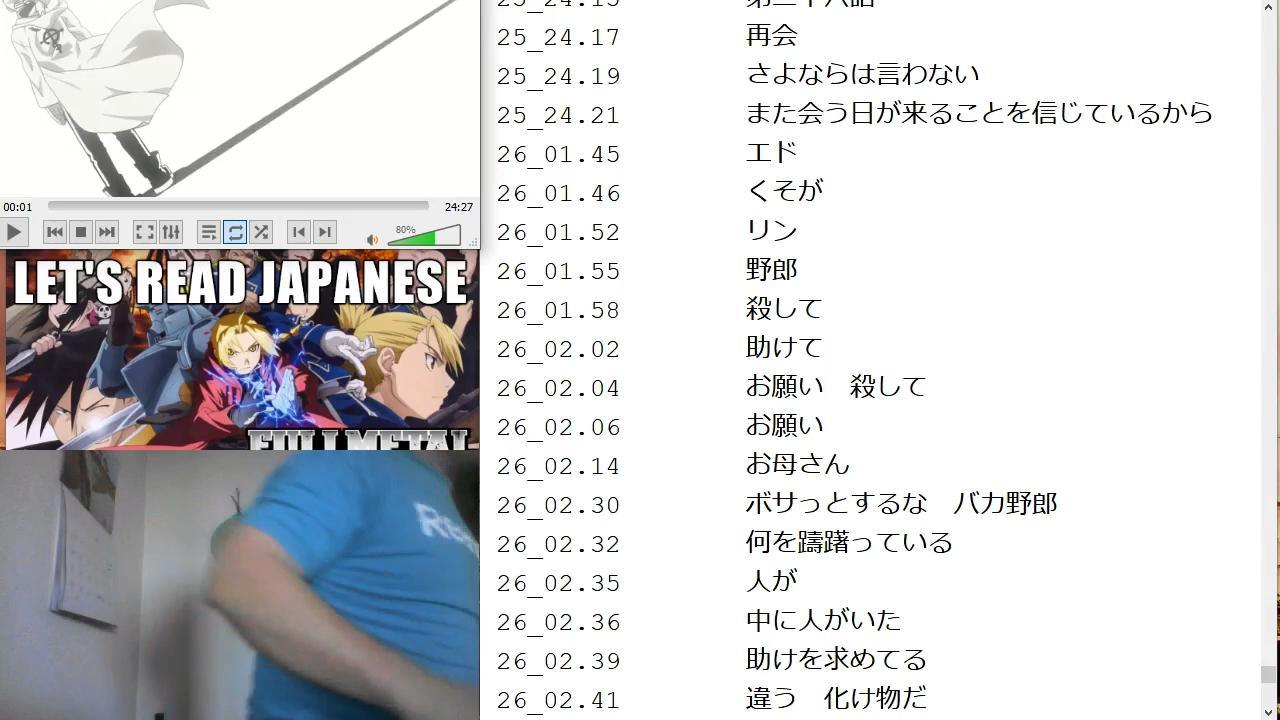 00:01
24:27
80%
LET'S READ JAPANESE
FULLMETAL
25_24.17 再会
25_24.19 さよならは言わない
25_24.21 また会う日が来ることを信じているから
26_01.45 エド
26_01.46 くそが
26_01.52 リン
26_01.55 野郎
26_01.58 殺して
26_02.02 助けて
26_02.04 お願い　殺して
26_02.06 お願い
26_02.14 お母さん
26_02.30 ボサっとするな　バカ野郎
26_02.32 何を躊躇っている
26_02.35 人が
26_02.36 中に人がいた
26_02.39 助けを求めてる
26_02.41 違う　化け物だ